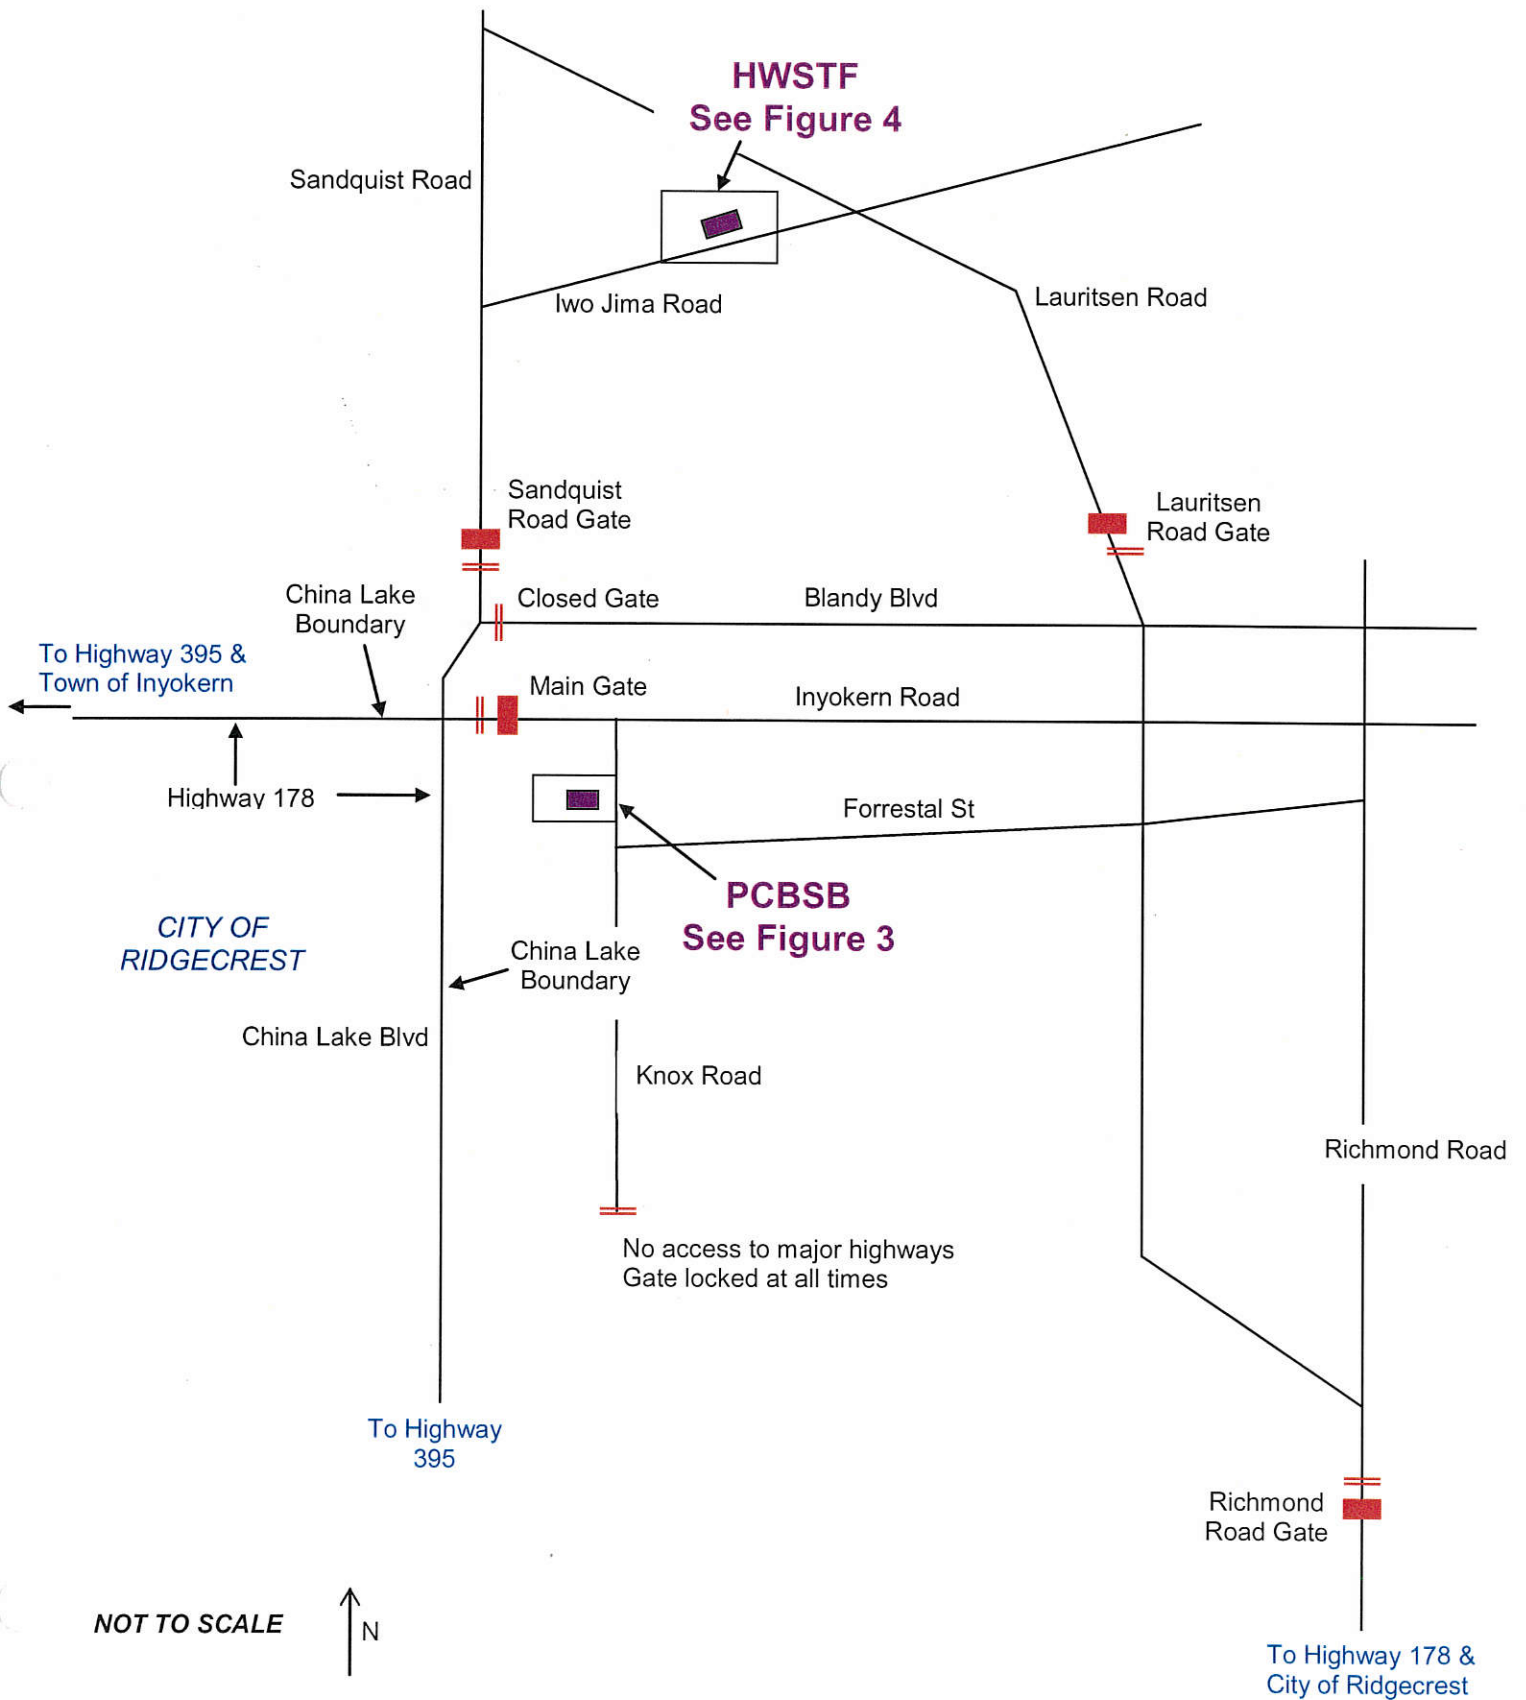 HWSTF
See Figure 4
Sandquist Road
Iwo Jima Road
Lauritsen Road
Sandquist
Road Gate
Lauritsen
Road Gate
China Lake
Boundary
Closed Gate
Blandy Blvd
To Highway 395 &
Town of Inyokern
Main Gate
Inyokern Road
Highway 178
Forrestal St
PCBSB
See Figure 3
CITY OF
RIDGECREST
China Lake
Boundary
China Lake Blvd
Knox Road
Richmond Road
No access to major highways
Gate locked at all times
To Highway
395
Richmond
Road Gate
NOT TO SCALE
N
To Highway 178 &
City of Ridgecrest